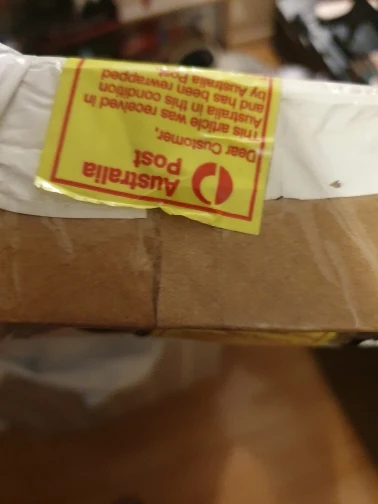 Australia
Post
Dear Customer,
This article was received in
Australia in this condition
and has been rewrapped
by Australia Post